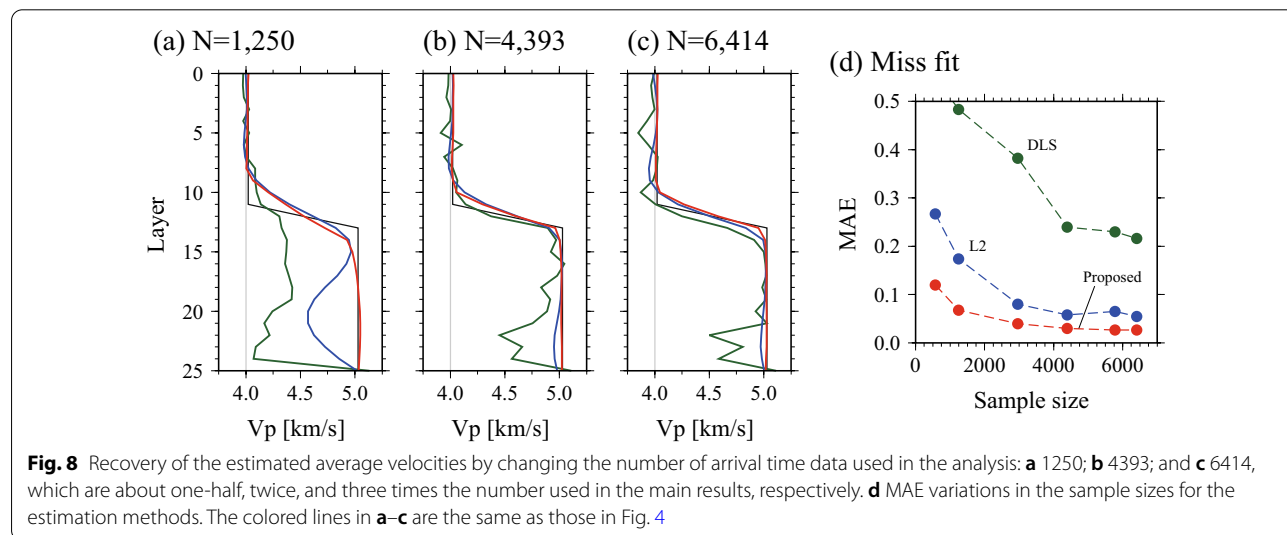 (a) N=1,250
(b) N=4,393
(c) N=6,414
(d) Miss fit
0
5
10
15
20
25
Layer
4.0 4.5 5.0
Vp [km/s]
4.0 4.5 5.0
Vp [km/s]
4.0 4.5 5.0
Vp [km/s]
0.5
0.4
0.3
0.2
0.1
0.0
MAE
DLS
L2
Proposed
0 2000 4000 6000
Sample size
Fig. 8 Recovery of the estimated average velocities by changing the number of arrival time data used in the analysis: a 1250; b 4393; and c 6414,
which are about one-half, twice, and three times the number used in the main results, respectively. d MAE variations in the sample sizes for the
estimation methods. The colored lines in a–c are the same as those in Fig. 4